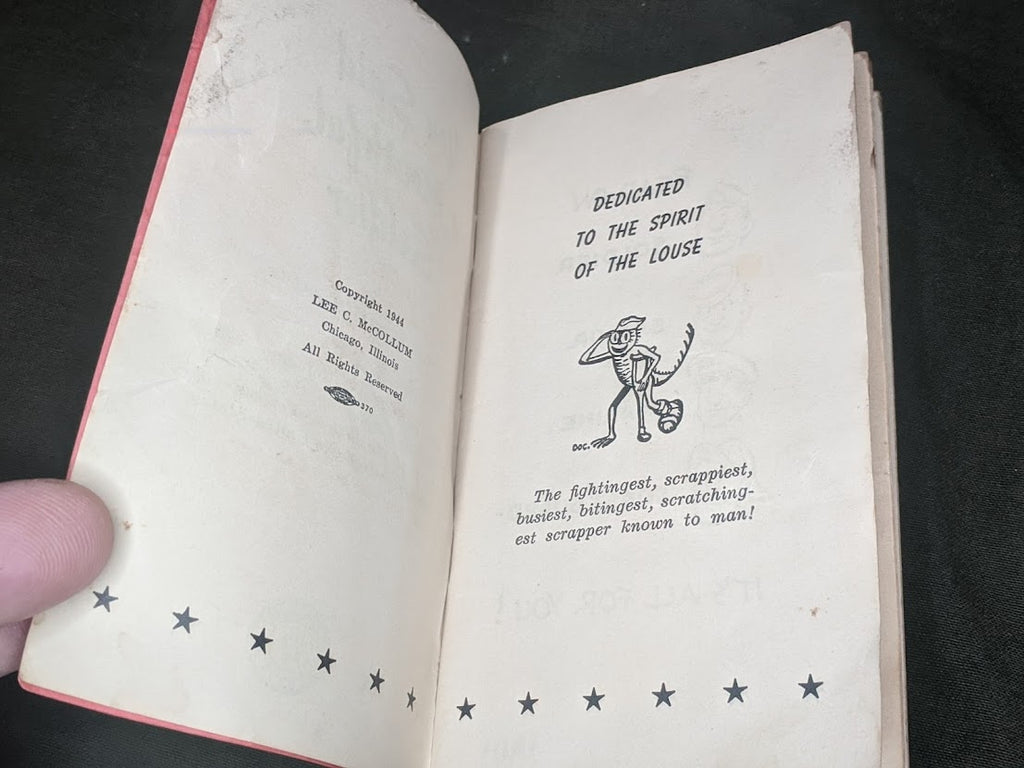 Copyright 1944
LEE C. McCOLLUM
Chicago, Illinois
All Rights Reserved
370
DEDICATED
TO THE SPIRIT
OF THE LOUSE
DOC.
The fightingest, scrappiest,
busiest, bitingest, scratching-
est scrapper known to man!